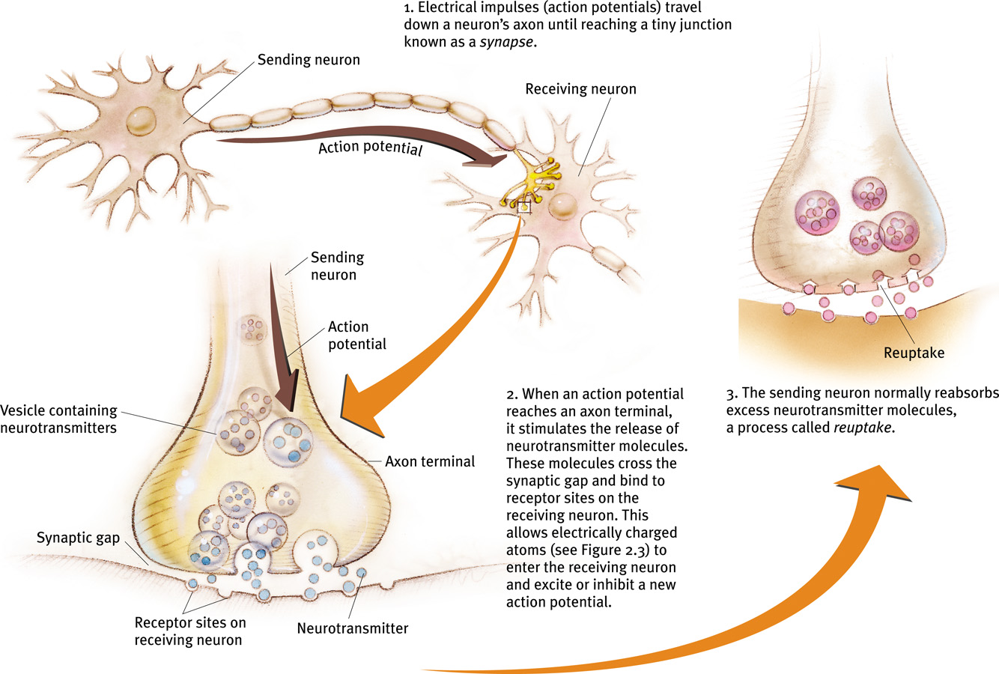 1. Electrical impulses (action potentials) travel
down a neuron’s axon until reaching a tiny junction
known as a synapse.
Sending neuron
Receiving neuron
Action potential
Sending
neuron
Action
potential
Vesicle containing
neurotransmitters
Axon terminal
Synaptic gap
Receptor sites on
receiving neuron
Neurotransmitter
2. When an action potential
reaches an axon terminal,
it stimulates the release of
neurotransmitter molecules.
These molecules cross the
synaptic gap and bind to
receptor sites on the
receiving neuron. This
allows electrically charged
atoms (see Figure 2.3) to
enter the receiving neuron
and excite or inhibit a new
action potential.
Reuptake
3. The sending neuron normally reabsorbs
excess neurotransmitter molecules,
a process called reuptake.